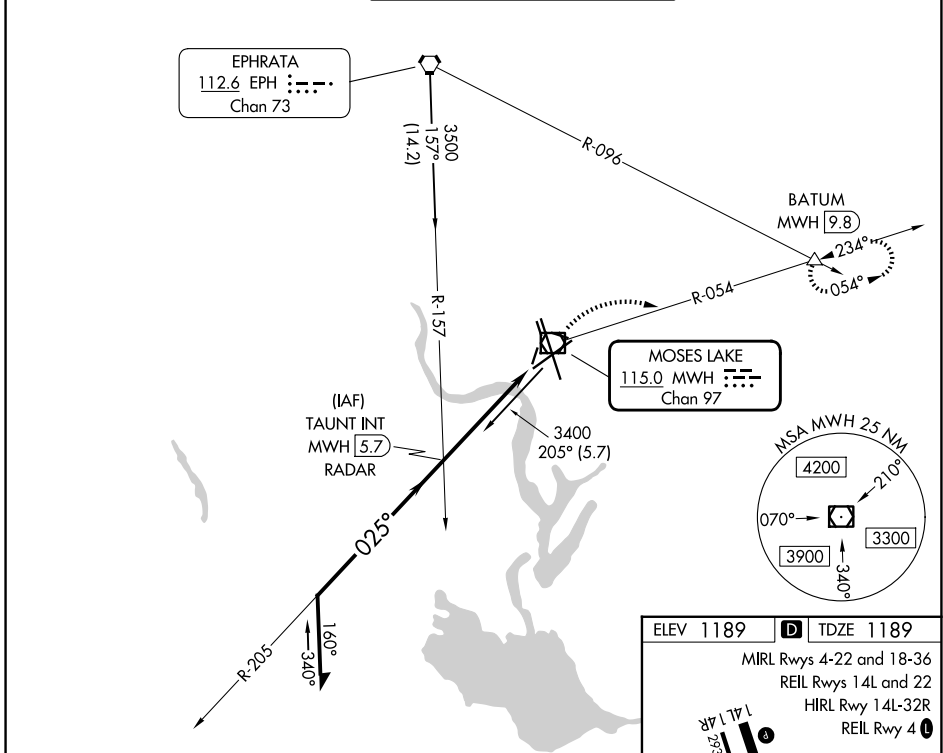 EPHRATA
112.6 EPH
Chan 73
3500
157°
(14.2)
R-096
BATUM
MWH 9.8
234°
054°
R-054
R-157
MOSES LAKE
115.0 MWH
Chan 97
(IAF)
TAUNT INT
MWH 5.7
RADAR
3400
205° (5.7)
MSA MWH 25 NM
4200
210°
070°
3300
3900
340°
025°
160°
340°
R-205
ELEV 1189 D TDZE 1189
MIRL Rwys 4-22 and 18-36
REIL Rwys 14L and 22
HIRL Rwy 14L-32R
REIL Rwy 4 L
14L 14R
P